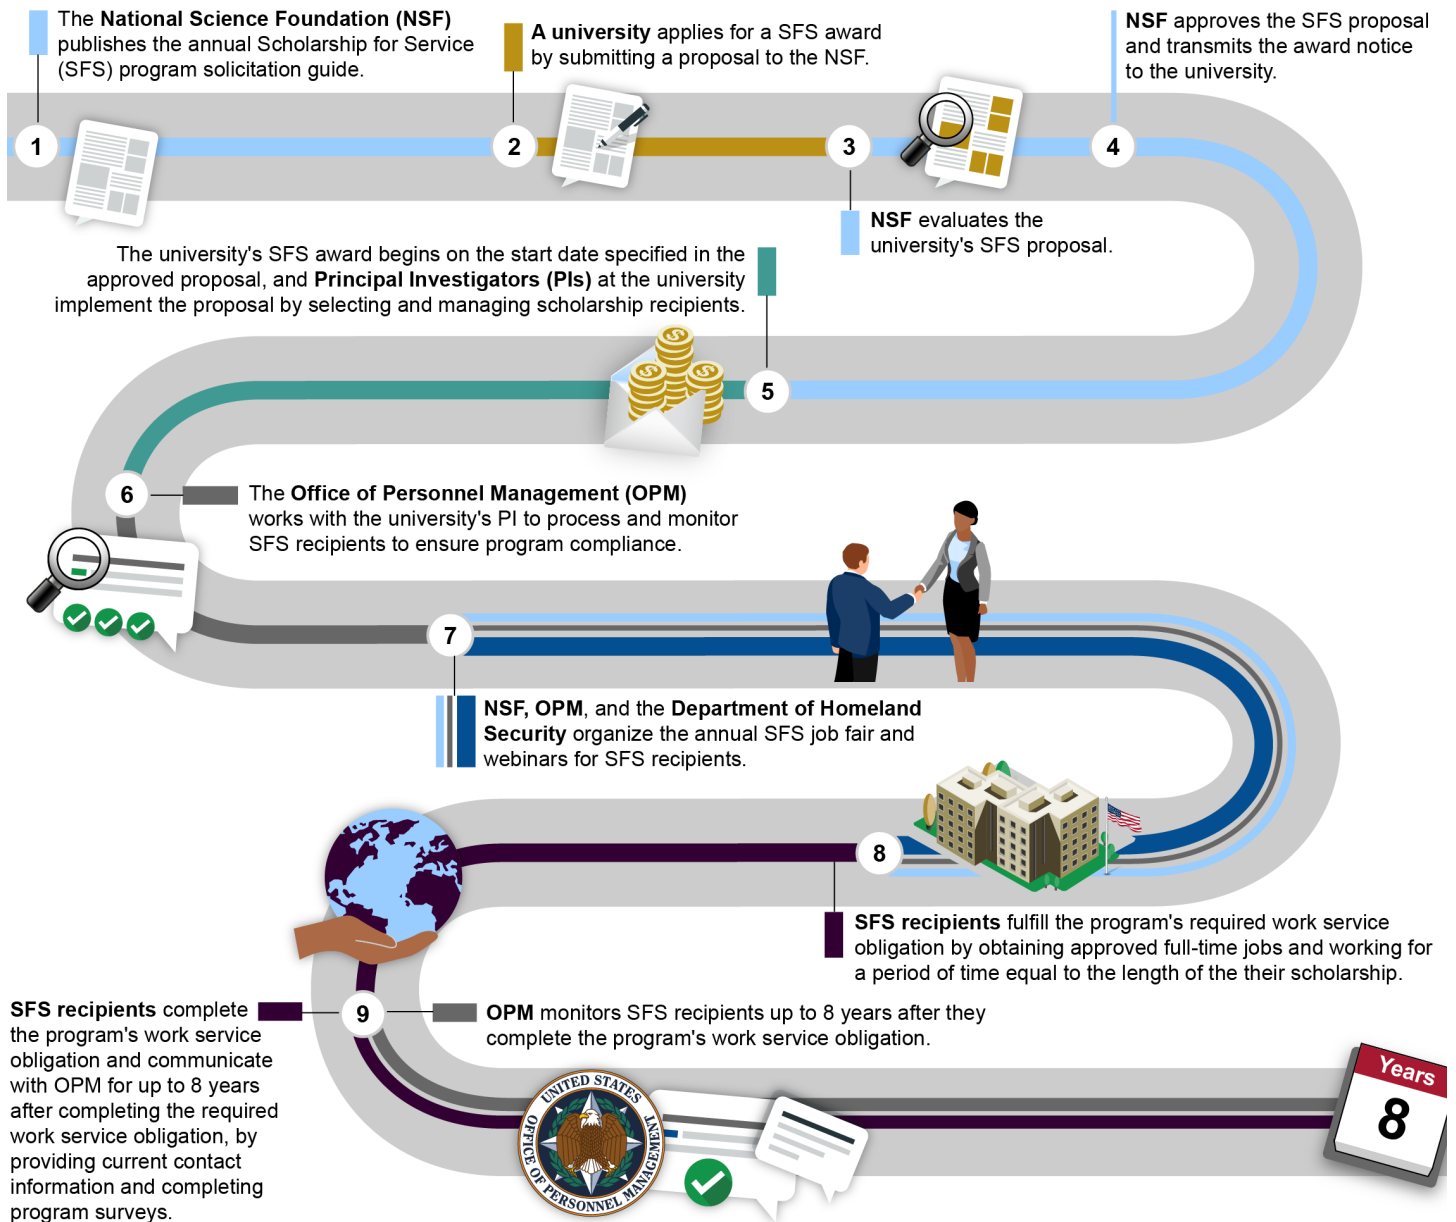 The National Science Foundation (NSF)
publishes the annual Scholarship for Service
(SFS) program solicitation guide.
A university applies for a SFS award
by submitting a proposal to the NSF.
NSF approves the SFS proposal
and transmits the award notice
to the university.
1
2
3
4
NSF evaluates the
university's SFS proposal.
The university's SFS award begins on the start date specified in the
approved proposal, and Principal Investigators (PIs) at the university
implement the proposal by selecting and managing scholarship recipients.
5
6
The Office of Personnel Management (OPM)
works with the university's PI to process and monitor
SFS recipients to ensure program compliance.
7
NSF, OPM, and the Department of Homeland
Security organize the annual SFS job fair and
webinars for SFS recipients.
8
SFS recipients fulfill the program's required work service
obligation by obtaining approved full-time jobs and working for
a period of time equal to the length of the their scholarship.
9
SFS recipients complete
the program's work service
obligation and communicate
with OPM for up to 8 years
after completing the required
work service obligation, by
providing current contact
information and completing
program surveys.
OPM monitors SFS recipients up to 8 years after they
complete the program's work service obligation.
UNITED STATES
OFFICE OF PERSONNEL MANAGEMENT
Years
8